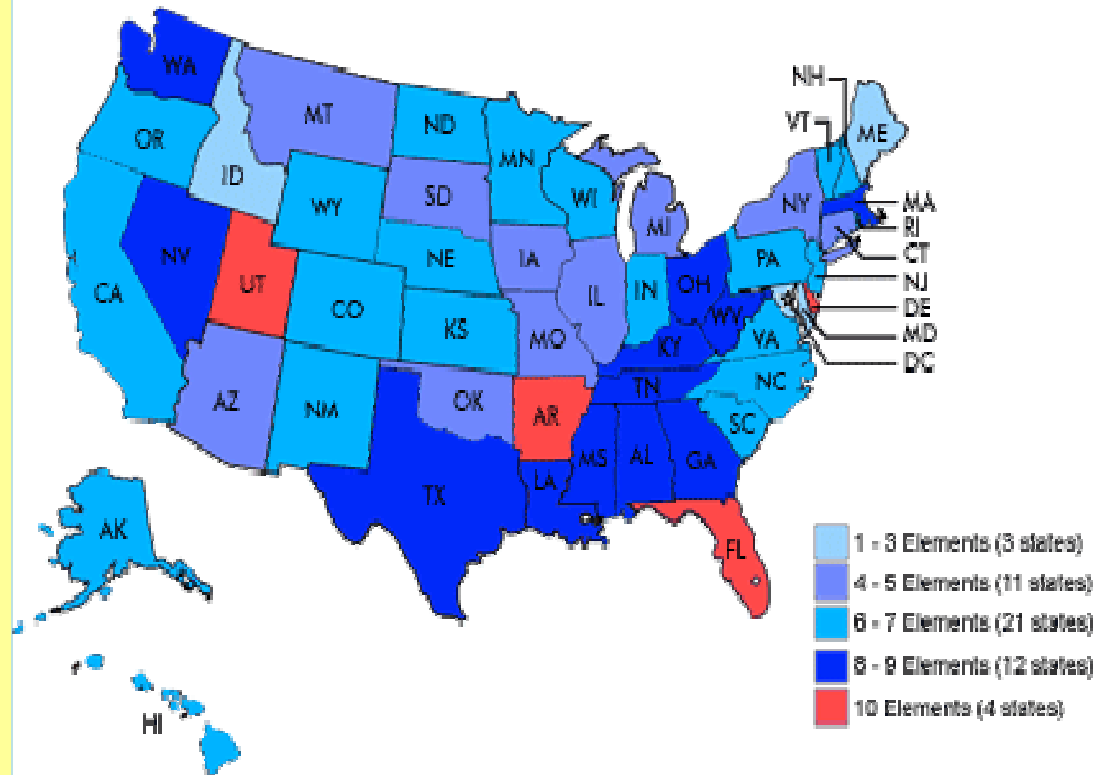 WA
MT
ND
MN
NH
VT
ME
OR
ID
SD
WI
MI
NY
MA
RI
CT
NJ
DE
MD
DC
WY
NV
UT
CA
CO
NE
IA
IL
IN
OH
PA
WV
VA
KS
MO
KY
NC
TN
SC
AZ
NM
OK
AR
MS
AL
GA
TX
LA
FL
AK
HI
1 - 3 Elements (3 states)
4 - 5 Elements (11 states)
6 - 7 Elements (21 states)
8 - 9 Elements (12 states)
10 Elements (4 states)